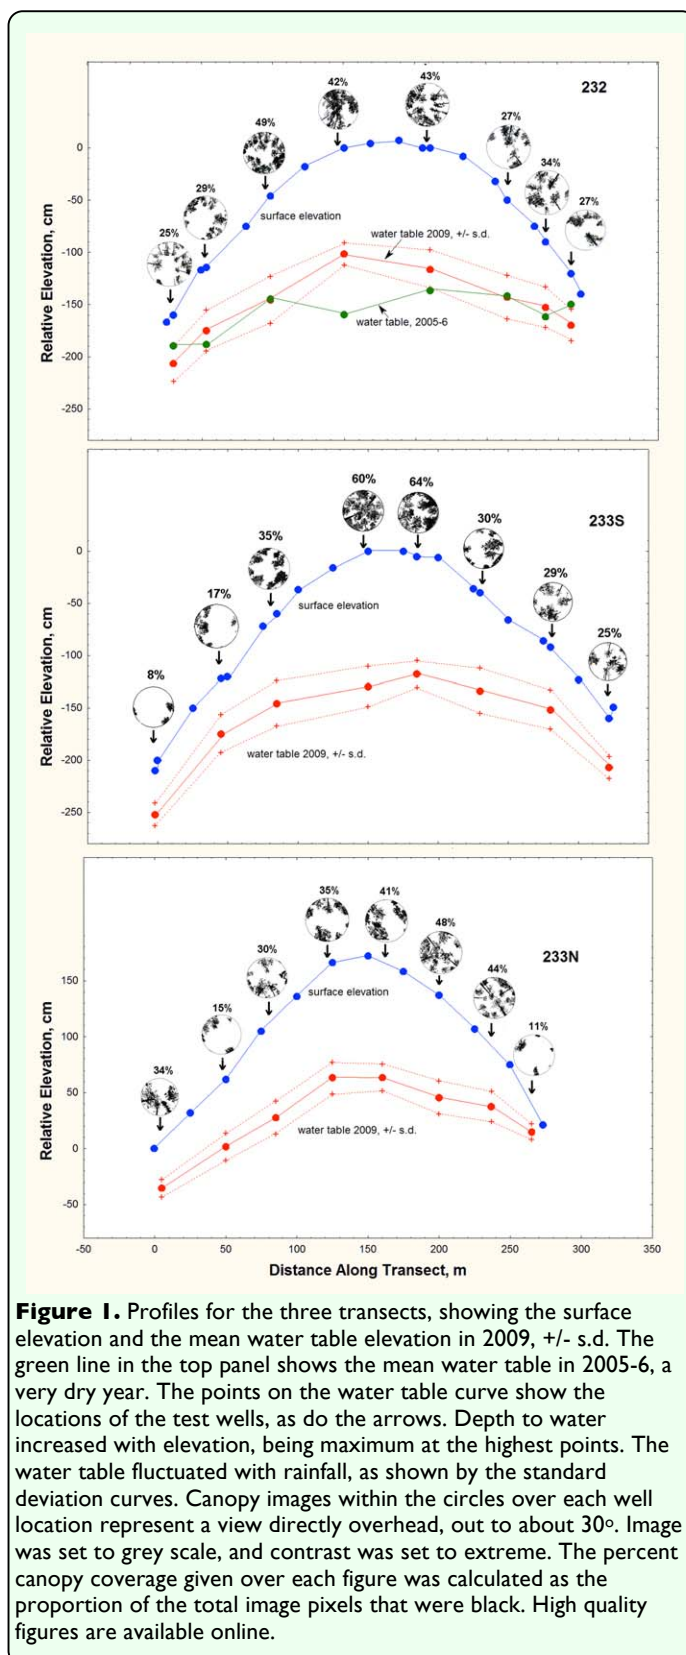 232
42%
43%
49%
27%
34%
29%
27%
25%
0
-50
-100
-150
-200
-250
Relative Elevation, cm
surface elevation
water table 2009, +/- s.d.
water table, 2005-6
233S
60%
64%
35%
30%
29%
17%
25%
8%
0
-50
-100
-150
-200
-250
Relative Elevation, cm
surface elevation
water table 2009, +/- s.d.
233N
35%
41%
48%
30%
44%
15%
11%
34%
150
100
50
0
-50
Relative Elevation, cm
surface elevation
water table 2009, +/- s.d.
-50 0 50 100 150 200 250 300 350
Distance Along Transect, m
Figure 1. Profiles for the three transects, showing the surface
elevation and the mean water table elevation in 2009, +/- s.d. The
green line in the top panel shows the mean water table in 2005-6, a
very dry year. The points on the water table curve show the
locations of the test wells, as do the arrows. Depth to water
increased with elevation, being maximum at the highest points. The
water table fluctuated with rainfall, as shown by the standard
deviation curves. Canopy images within the circles over each well
location represent a view directly overhead, out to about 30o. Image
was set to grey scale, and contrast was set to extreme. The percent
canopy coverage given over each figure was calculated as the
proportion of the total image pixels that were black. High quality
figures are available online.